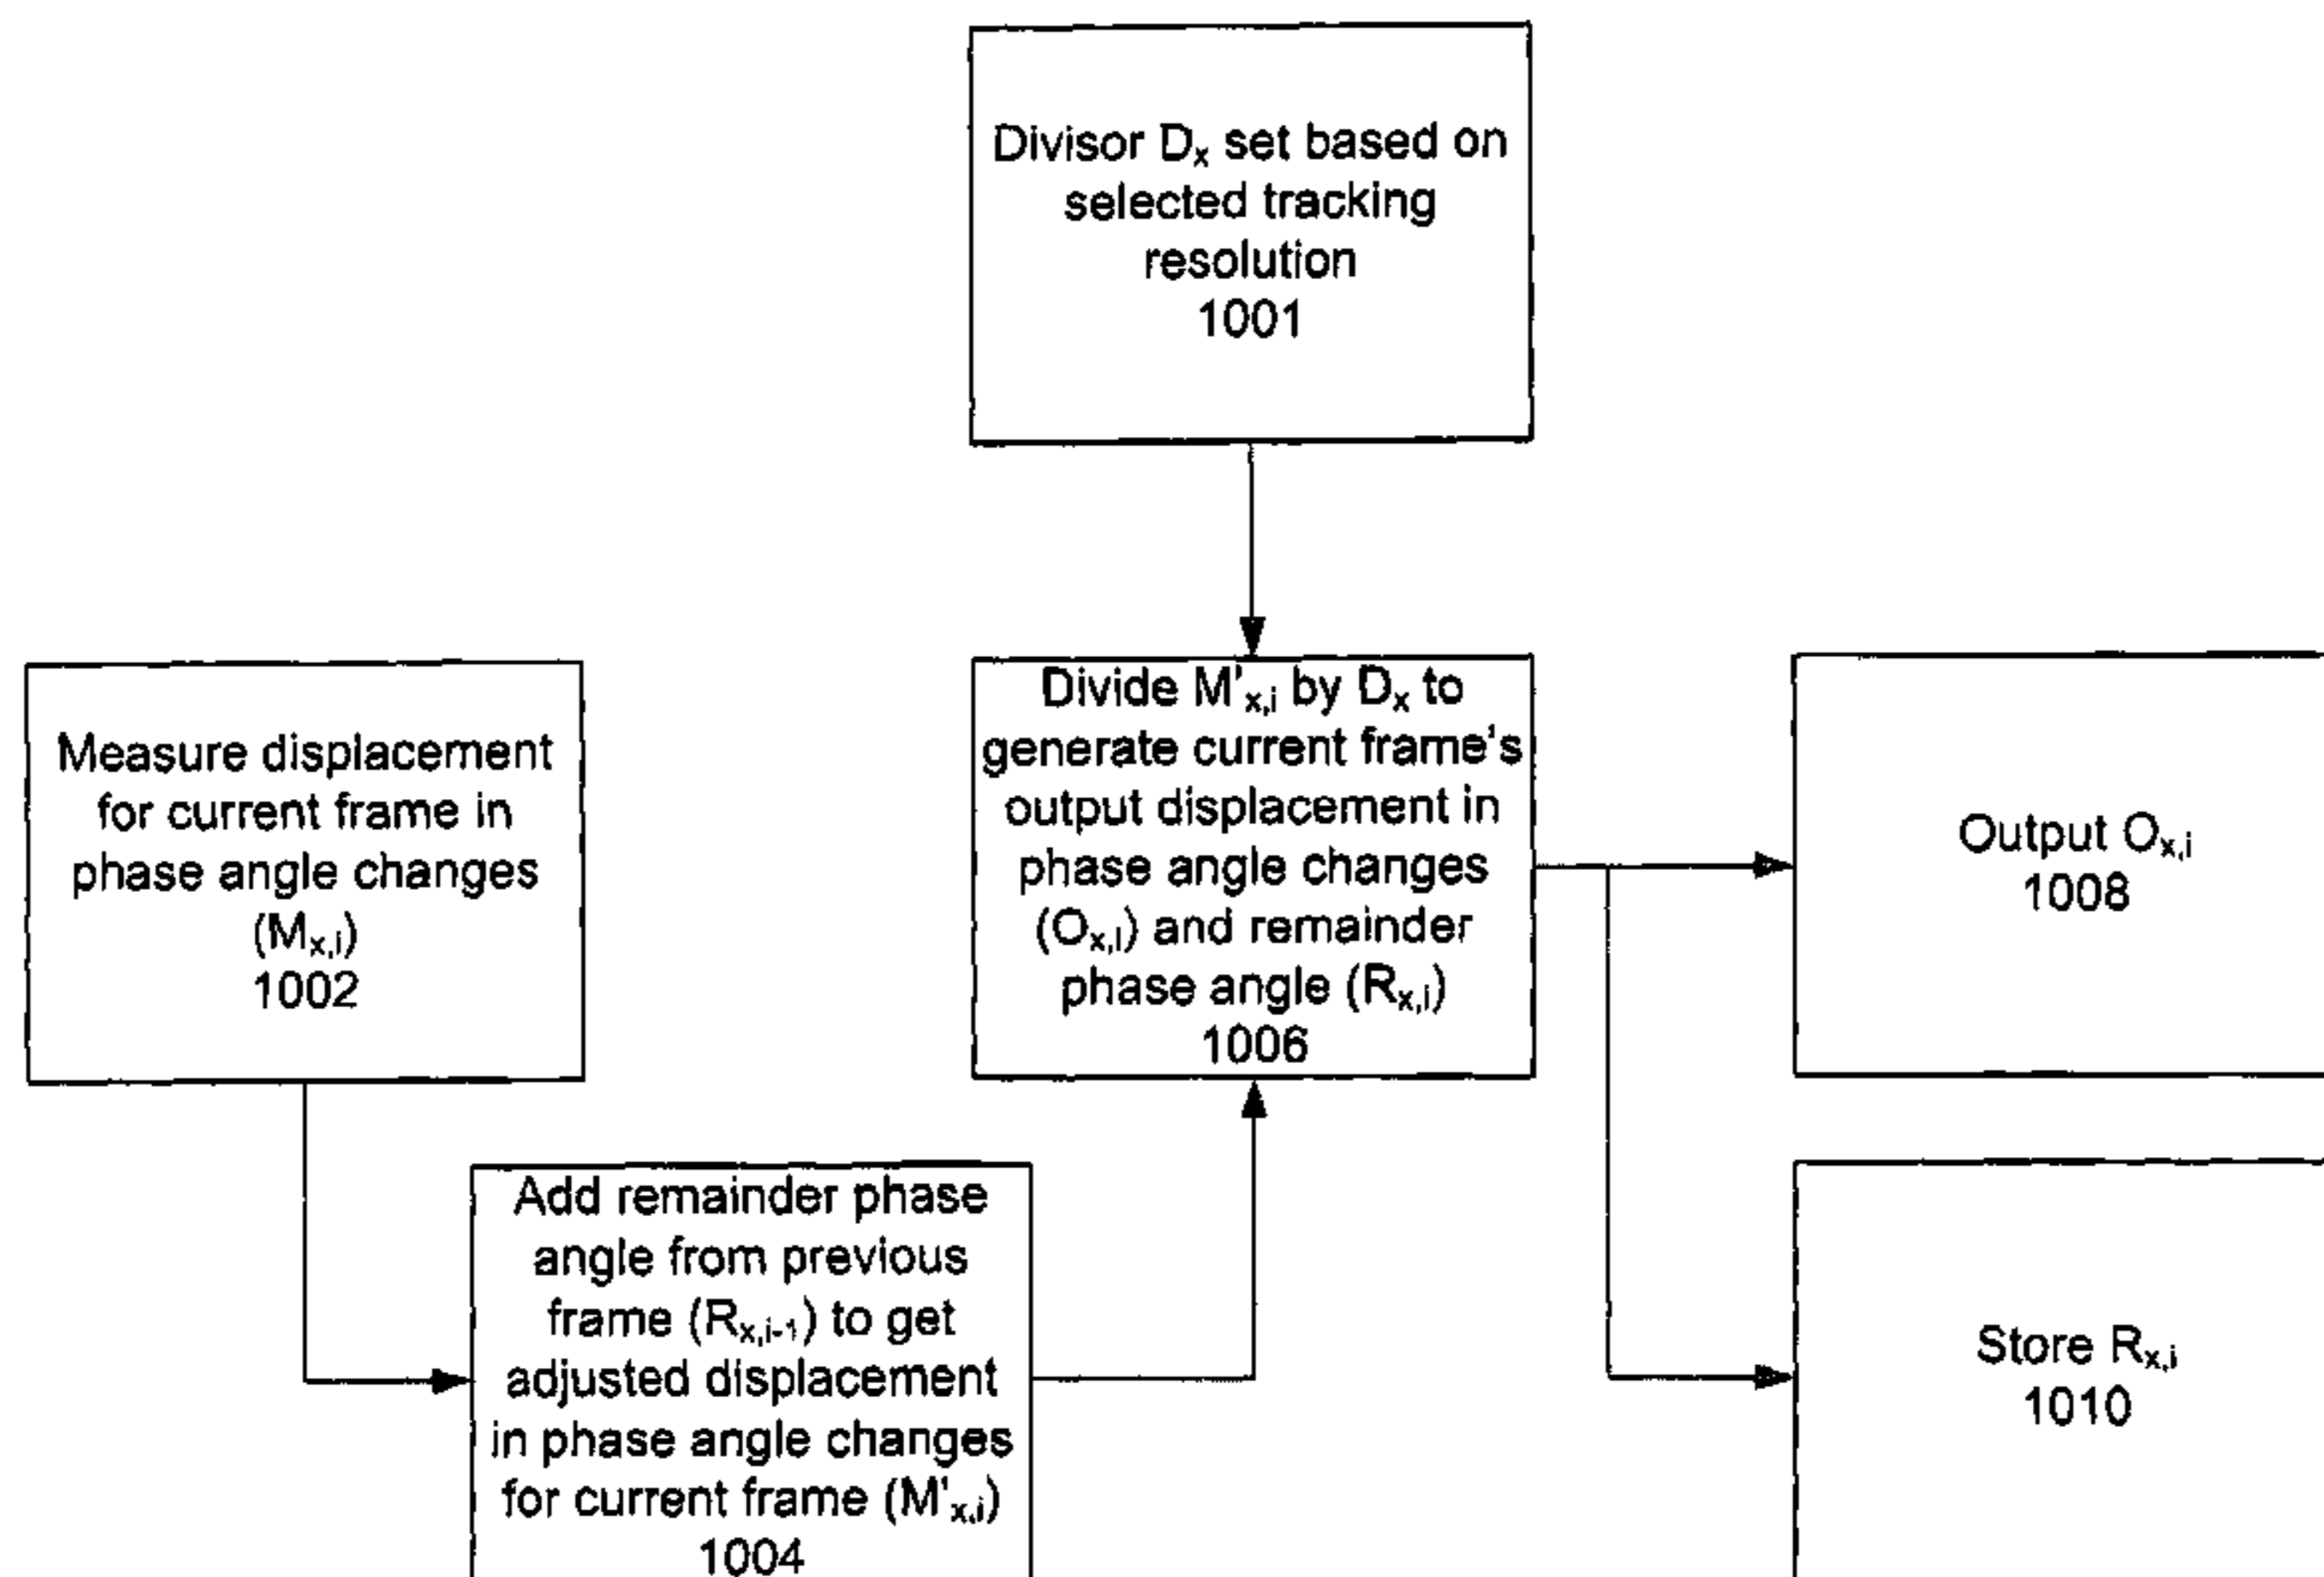 Divisor Dₓ set based on
selected tracking
resolution
1001
Measure displacement
for current frame in
phase angle changes
(Mₓ,ᵢ)
1002
Add remainder phase
angle from previous
frame (Rₓ,ᵢ₋₁) to get
adjusted displacement
in phase angle changes
for current frame (M'ₓ,ᵢ)
1004
Divide M'ₓ,ᵢ by Dₓ to
generate current frame's
output displacement in
phase angle changes
(Oₓ,ᵢ) and remainder
phase angle (Rₓ,ᵢ)
1006
Output Oₓ,ᵢ
1008
Store Rₓ,ᵢ
1010